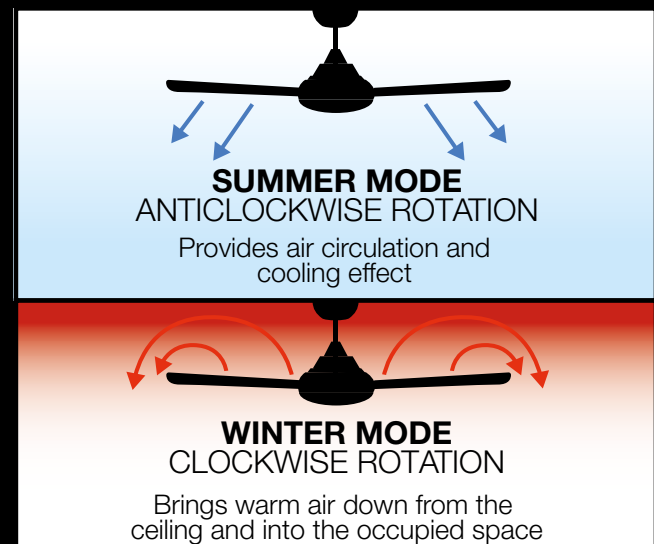 SUMMER MODE
ANTICLOCKWISE ROTATION
Provides air circulation and
cooling effect
WINTER MODE
CLOCKWISE ROTATION
Brings warm air down from the
ceiling and into the occupied space